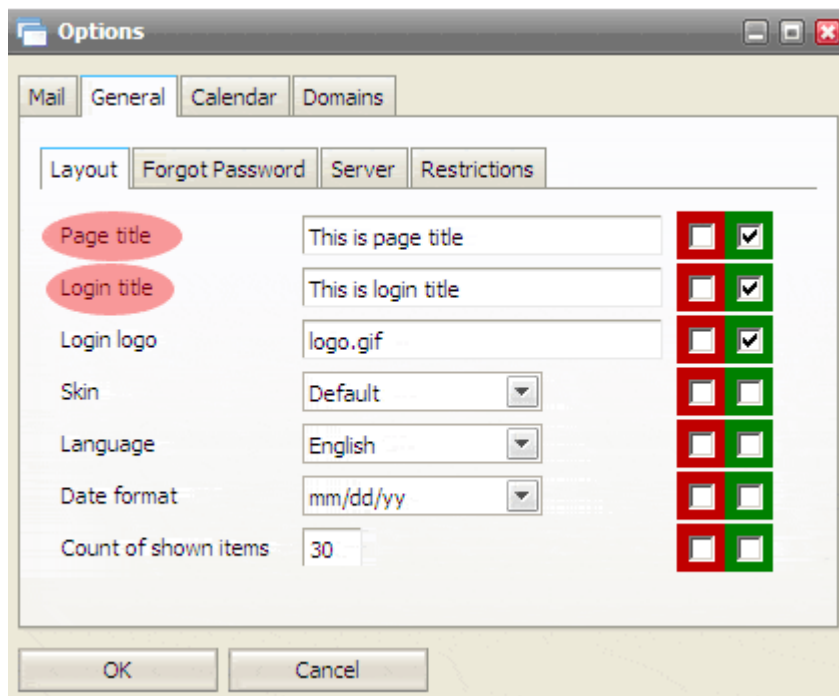 Options
Mail General Calendar Domains
Layout Forgot Password Server Restrictions
Page title This is page title
Login title This is login title
Login logo logo.gif
Skin Default
Language English
Date format mm/dd/yy
Count of shown items 30
OK Cancel